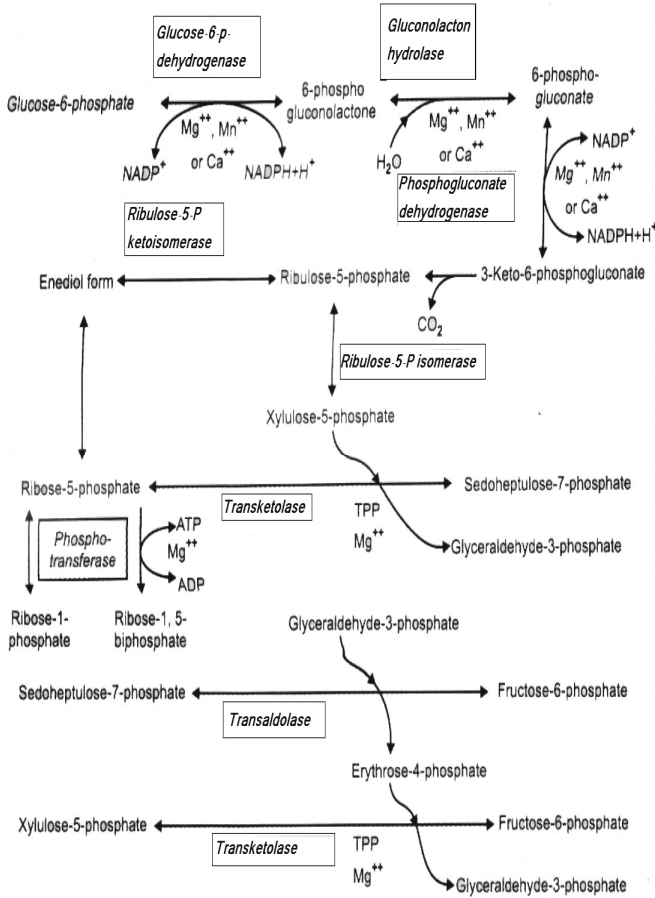 Glucose-6-p-
dehydrogenase
Gluconolacton
hydrolase
Glucose-6-phosphate
6-phospho
gluconolactone
6-phospho-
gluconate
Mg++, Mn++
or Ca++
NADP+
NADPH+H+
Mg++, Mn++
or Ca++
H2O
NADP+
Mg++, Mn++
or Ca++
NADPH+H+
Phosphogluconate
dehydrogenase
Ribulose-5-P
ketoisomerase
Enediol form
Ribulose-5-phosphate
3-Keto-6-phosphogluconate
CO2
Ribulose-5-P isomerase
Xylulose-5-phosphate
Ribose-5-phosphate
Sedoheptulose-7-phosphate
Transketolase
TPP
Mg++
Glyceraldehyde-3-phosphate
Phospho-
transferase
ATP
Mg++
ADP
Ribose-1-
phosphate
Ribose-1, 5-
biphosphate
Glyceraldehyde-3-phosphate
Sedoheptulose-7-phosphate
Fructose-6-phosphate
Transaldolase
Erythrose-4-phosphate
Xylulose-5-phosphate
Fructose-6-phosphate
Transketolase
TPP
Mg++
Glyceraldehyde-3-phosphate